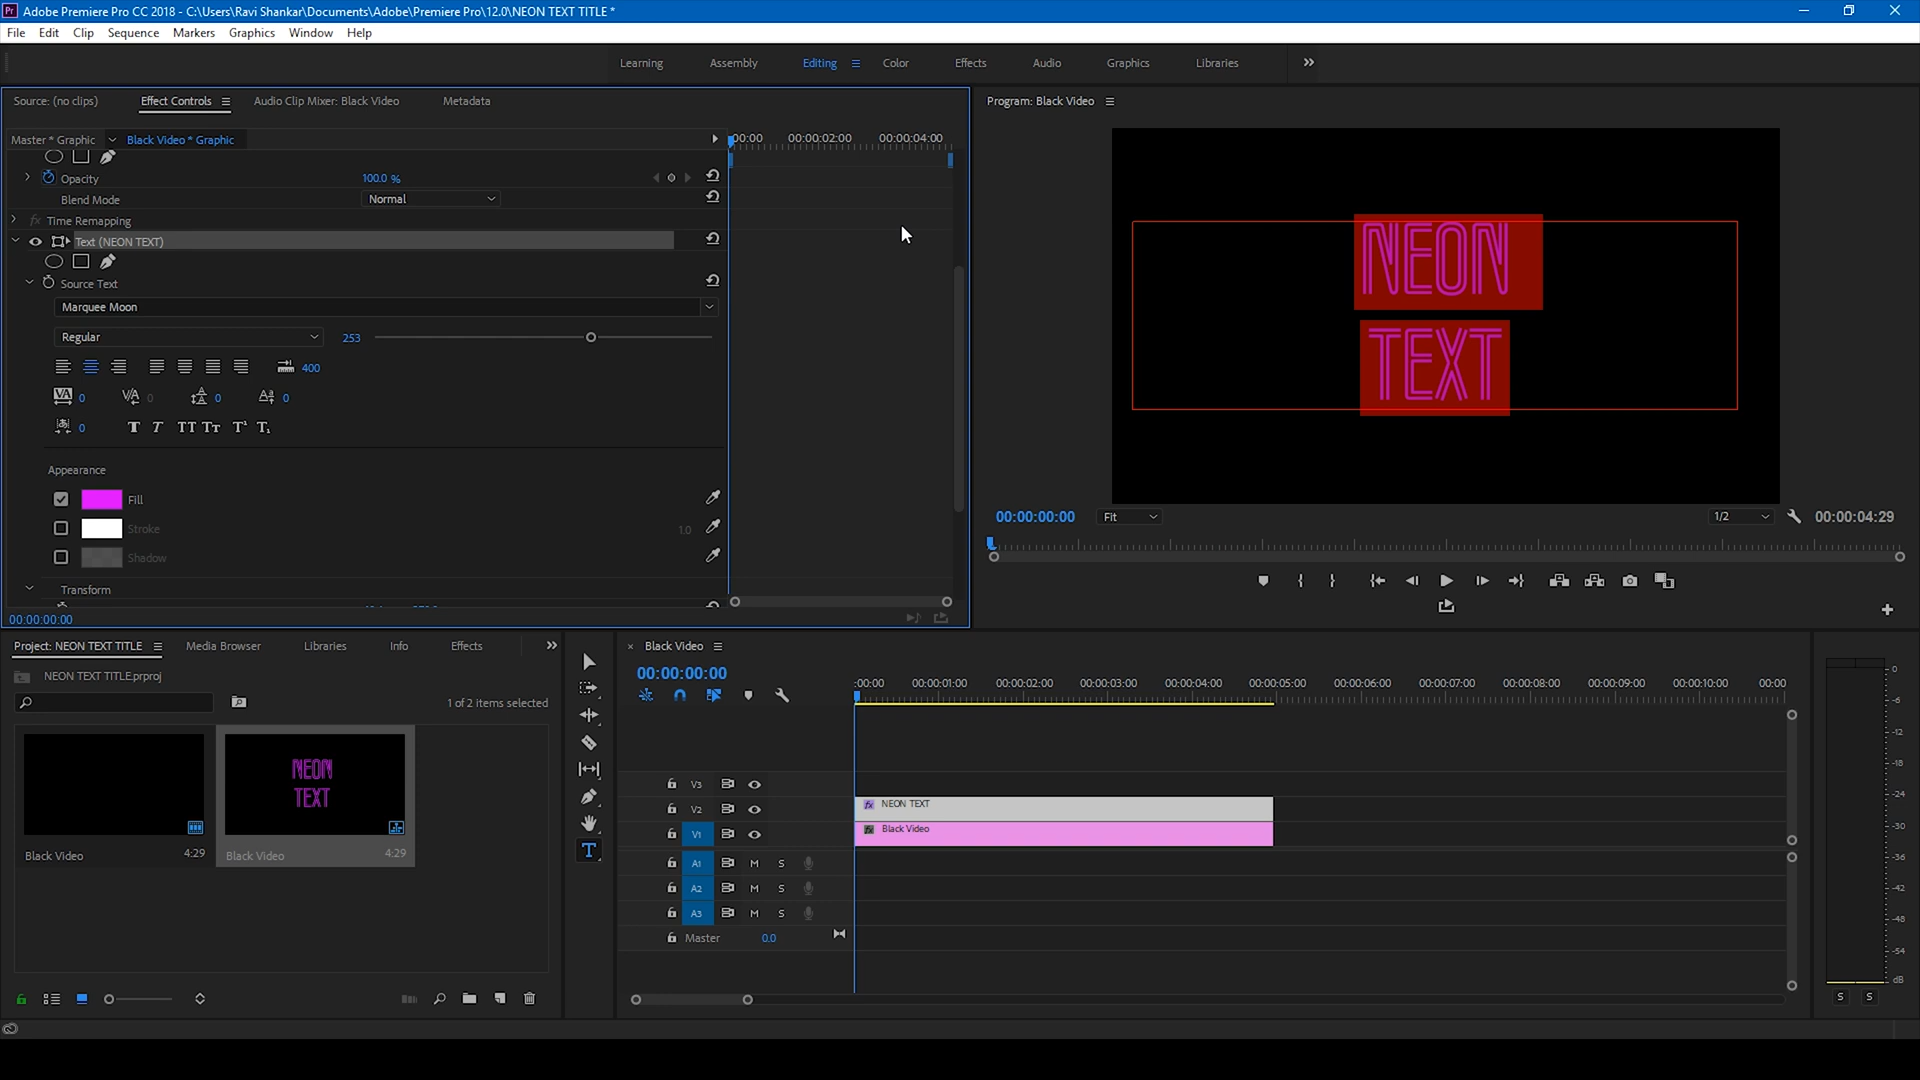 Pr Adobe Premiere Pro CC 2018 - C:\Users\Ravi Shankar\Documents\Adobe\Premiere Pro\12.0\NEON TEXT TITLE *
File Edit Clip Sequence Markers Graphics Window Help
Learning Assembly Editing Color Effects Audio Graphics Libraries
Source: (no clips) Effect Controls Audio Clip Mixer: Black Video Metadata
Program: Black Video
Master * Graphic Black Video * Graphic
00:00 00:00:02:00 00:00:04:00
Opacity 100.0 %
Blend Mode Normal
fx Time Remapping
Text (NEON TEXT)
Source Text
Marquee Moon
Regular 253
400
0 0 0 0
0
Appearance
Fill
Stroke 1.0
Shadow
Transform
00:00:00:00
NEON
TEXT
00:00:00:00 Fit 1/2 00:00:04:29
Project: NEON TEXT TITLE Media Browser Libraries Info Effects
NEON TEXT TITLE.prproj
1 of 2 items selected
NEON
TEXT
Black Video 4:29 Black Video 4:29
Black Video
00:00:00:00
:00:00 00:00:01:00 00:00:02:00 00:00:03:00 00:00:04:00 00:00:05:00 00:00:06:00 00:00:07:00 00:00:08:00 00:00:09:00 00:00:10:00 00:00
V3
V2 fx NEON TEXT
V1 fx Black Video
A1 M S
A2 M S
A3 M S
Master 0.0
0
-6
-12
-18
-24
-30
-36
-42
-48
-54
dB
S S